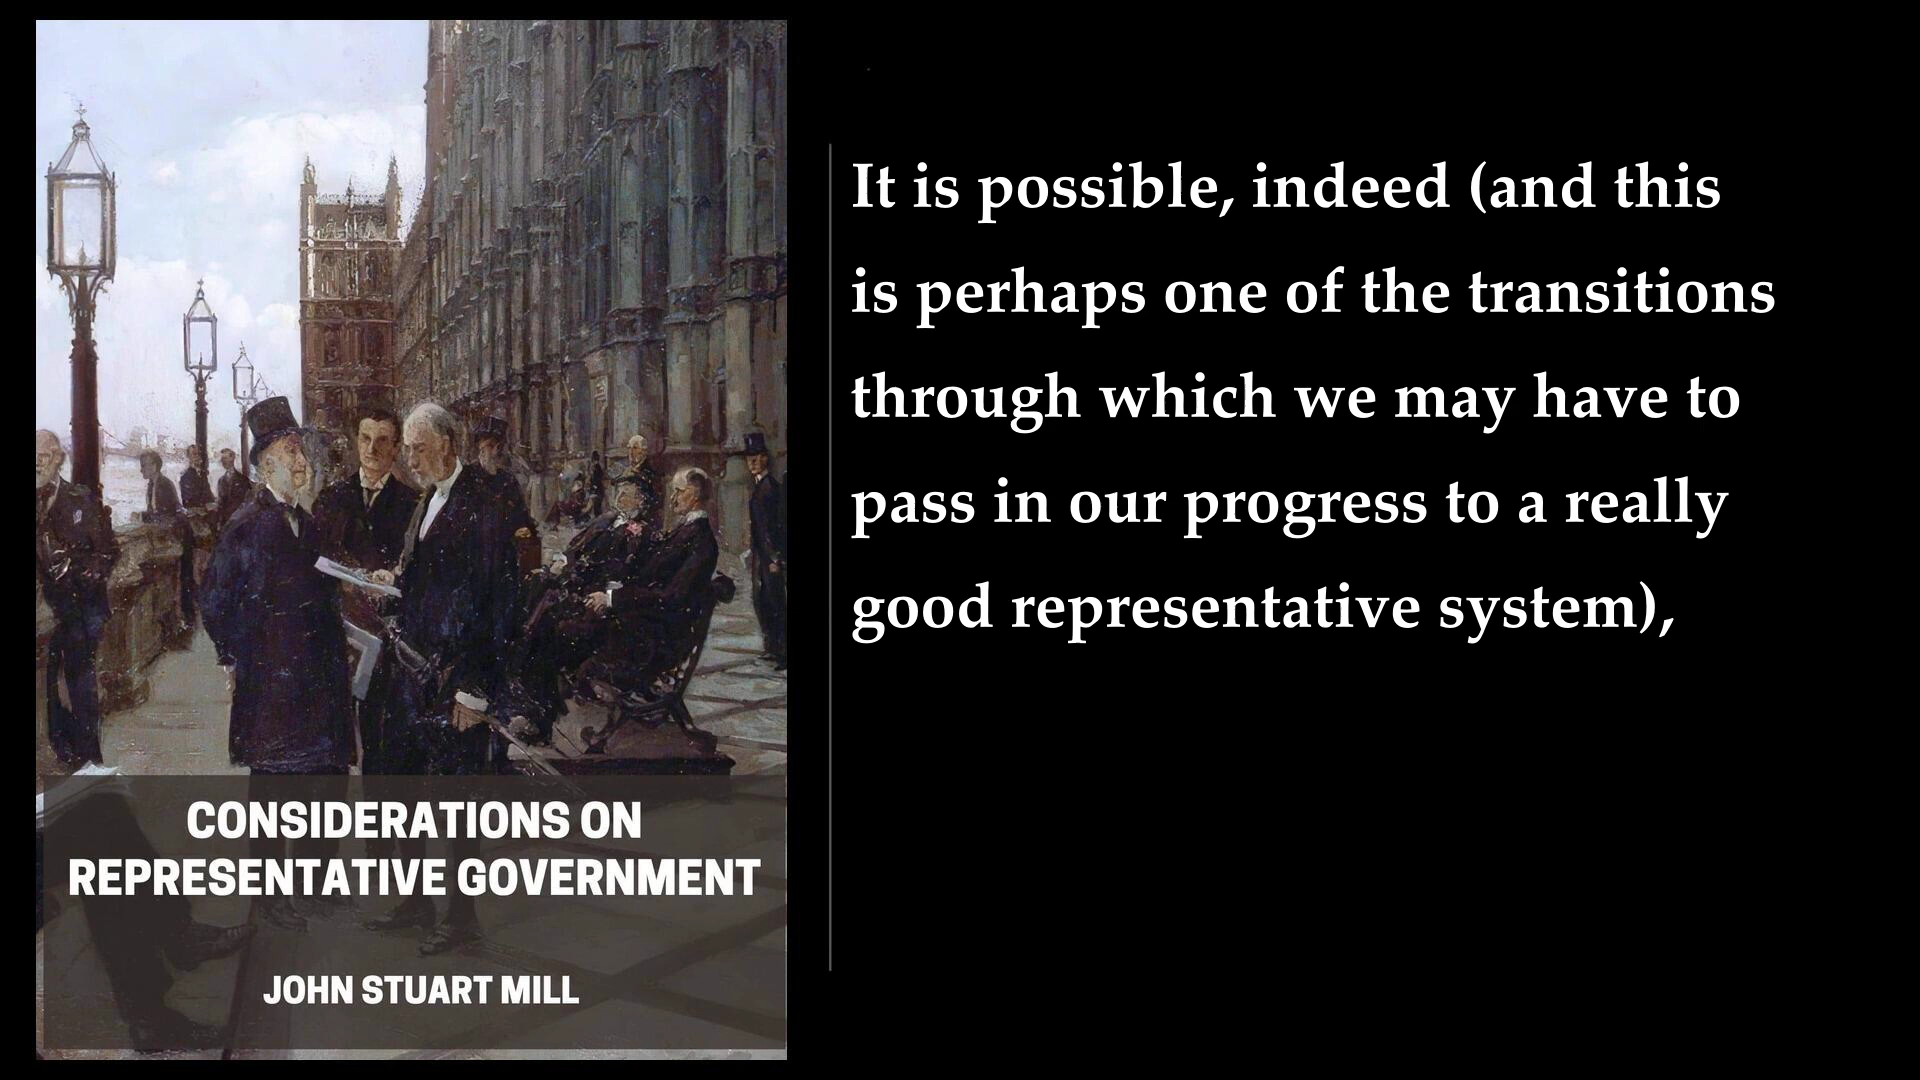 It is possible, indeed (and this
is perhaps one of the transitions
through which we may have to
pass in our progress to a really
good representative system),
CONSIDERATIONS ON
REPRESENTATIVE GOVERNMENT
JOHN STUART MILL